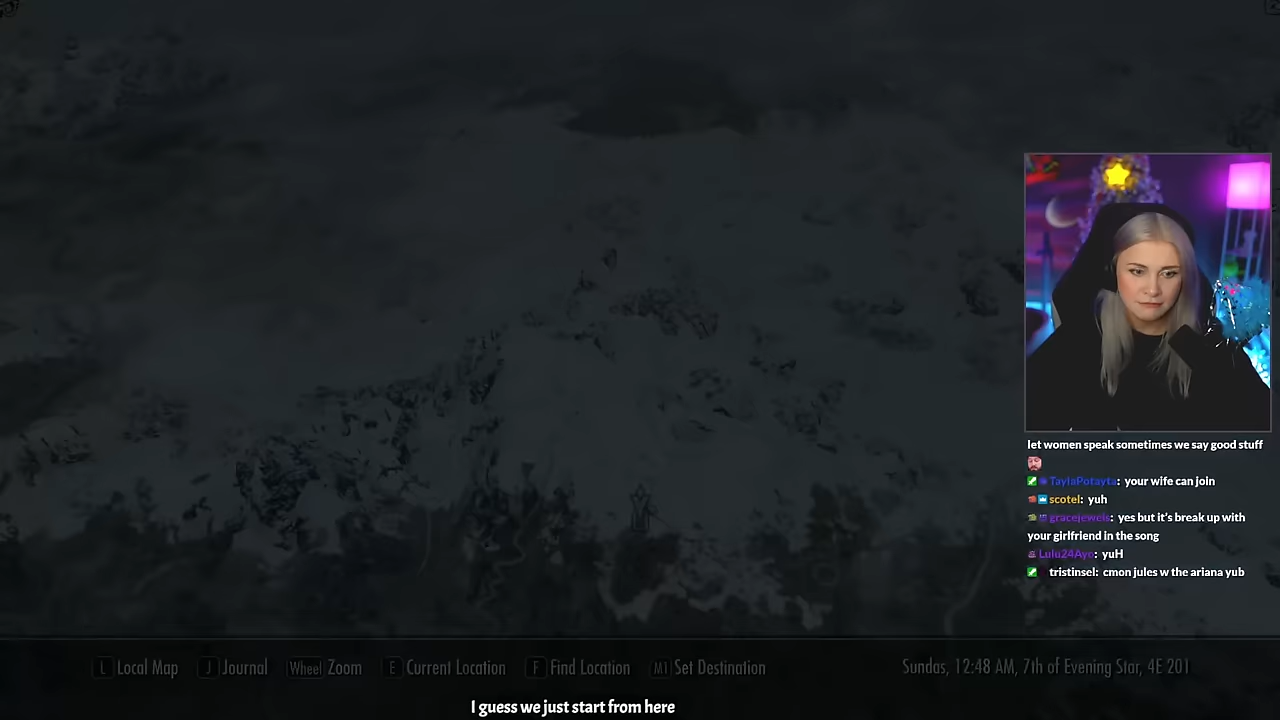 let women speak sometimes we say good stuff
TaylaPotayta: your wife can join
scotel: yuh
gracejewels: yes but it's break up with
your girlfriend in the song
Lulu24Ayo: yuH
tristinsel: cmon jules w the ariana yub
L Local Map J Journal Wheel Zoom E Current Location F Find Location M1 Set Destination Sundas, 12:48 AM, 7th of Evening Star, 4E 201
I guess we just start from here